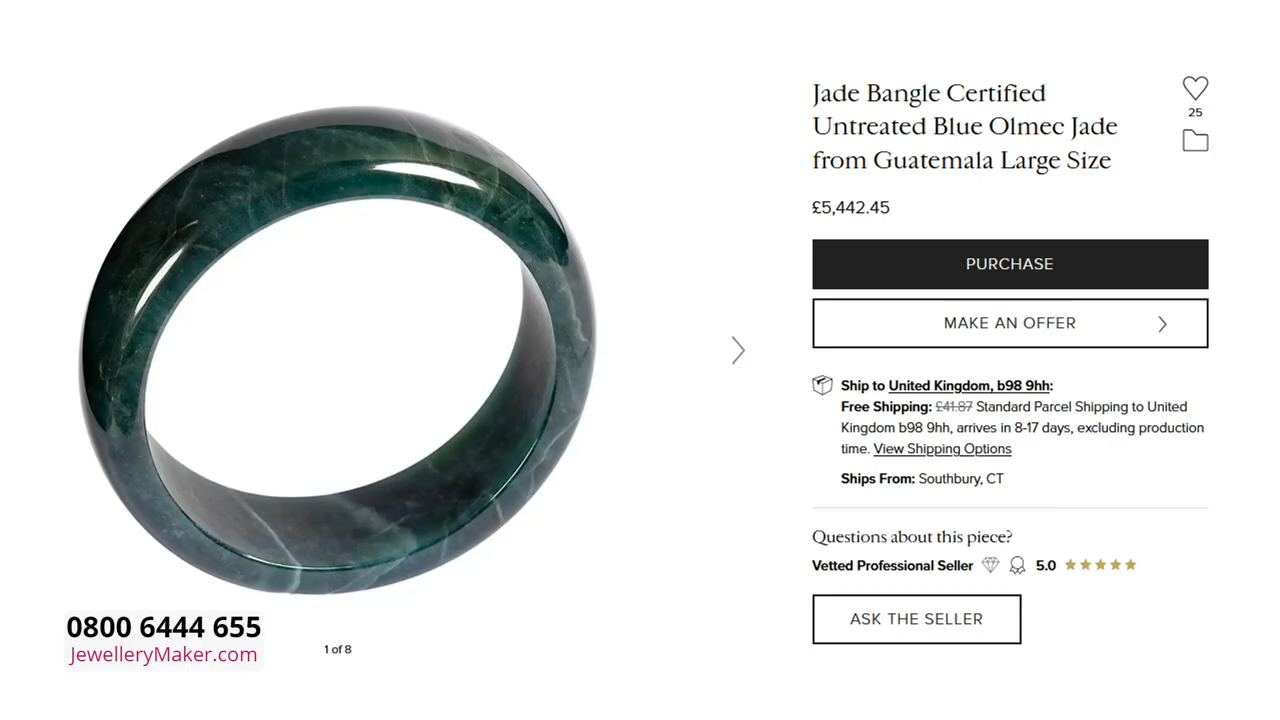 Jade Bangle Certified
Untreated Blue Olmec Jade
from Guatemala Large Size
25
£5,442.45
PURCHASE
MAKE AN OFFER
Ship to United Kingdom, b98 9hh:
Free Shipping: £41.87 Standard Parcel Shipping to United
Kingdom b98 9hh, arrives in 8-17 days, excluding production
time. View Shipping Options
Ships From: Southbury, CT
Questions about this piece?
Vetted Professional Seller 5.0
ASK THE SELLER
0800 6444 655
JewelleryMaker.com
1 of 8